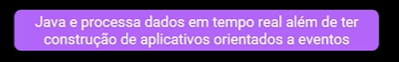 Java e processa dados em tempo real além de ter
construção de aplicativos orientados a eventos